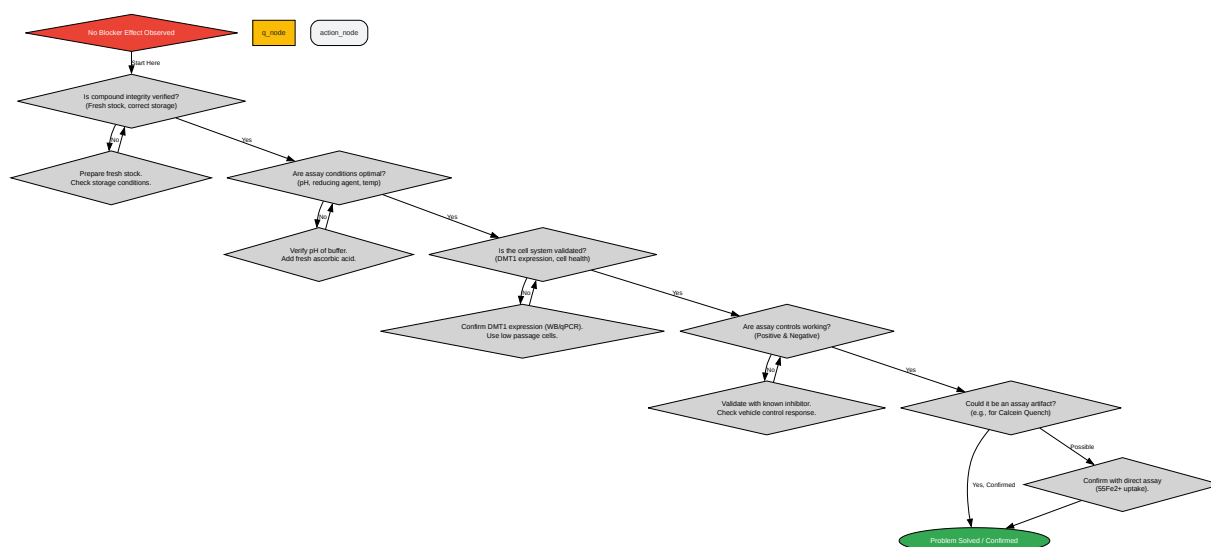 No Blocker Effect Observed
q_node
action_node
Start Here
Is compound integrity verified?
(Fresh stock, correct storage)
No
Yes
Prepare fresh stock.
Check storage conditions.
Are assay conditions optimal?
(pH, reducing agent, temp)
No
Yes
Verify pH of buffer.
Add fresh ascorbic acid.
Is the cell system validated?
(DMT1 expression, cell health)
No
Yes
Confirm DMT1 expression (WB/qPCR).
Use low passage cells.
Are assay controls working?
(Positive & Negative)
No
Yes
Validate with known inhibitor.
Check vehicle control response.
Could it be an assay artifact?
(e.g., for Calcein Quench)
Possible
Yes, Confirmed
Confirm with direct assay
(55Fe2+ uptake).
Problem Solved / Confirmed